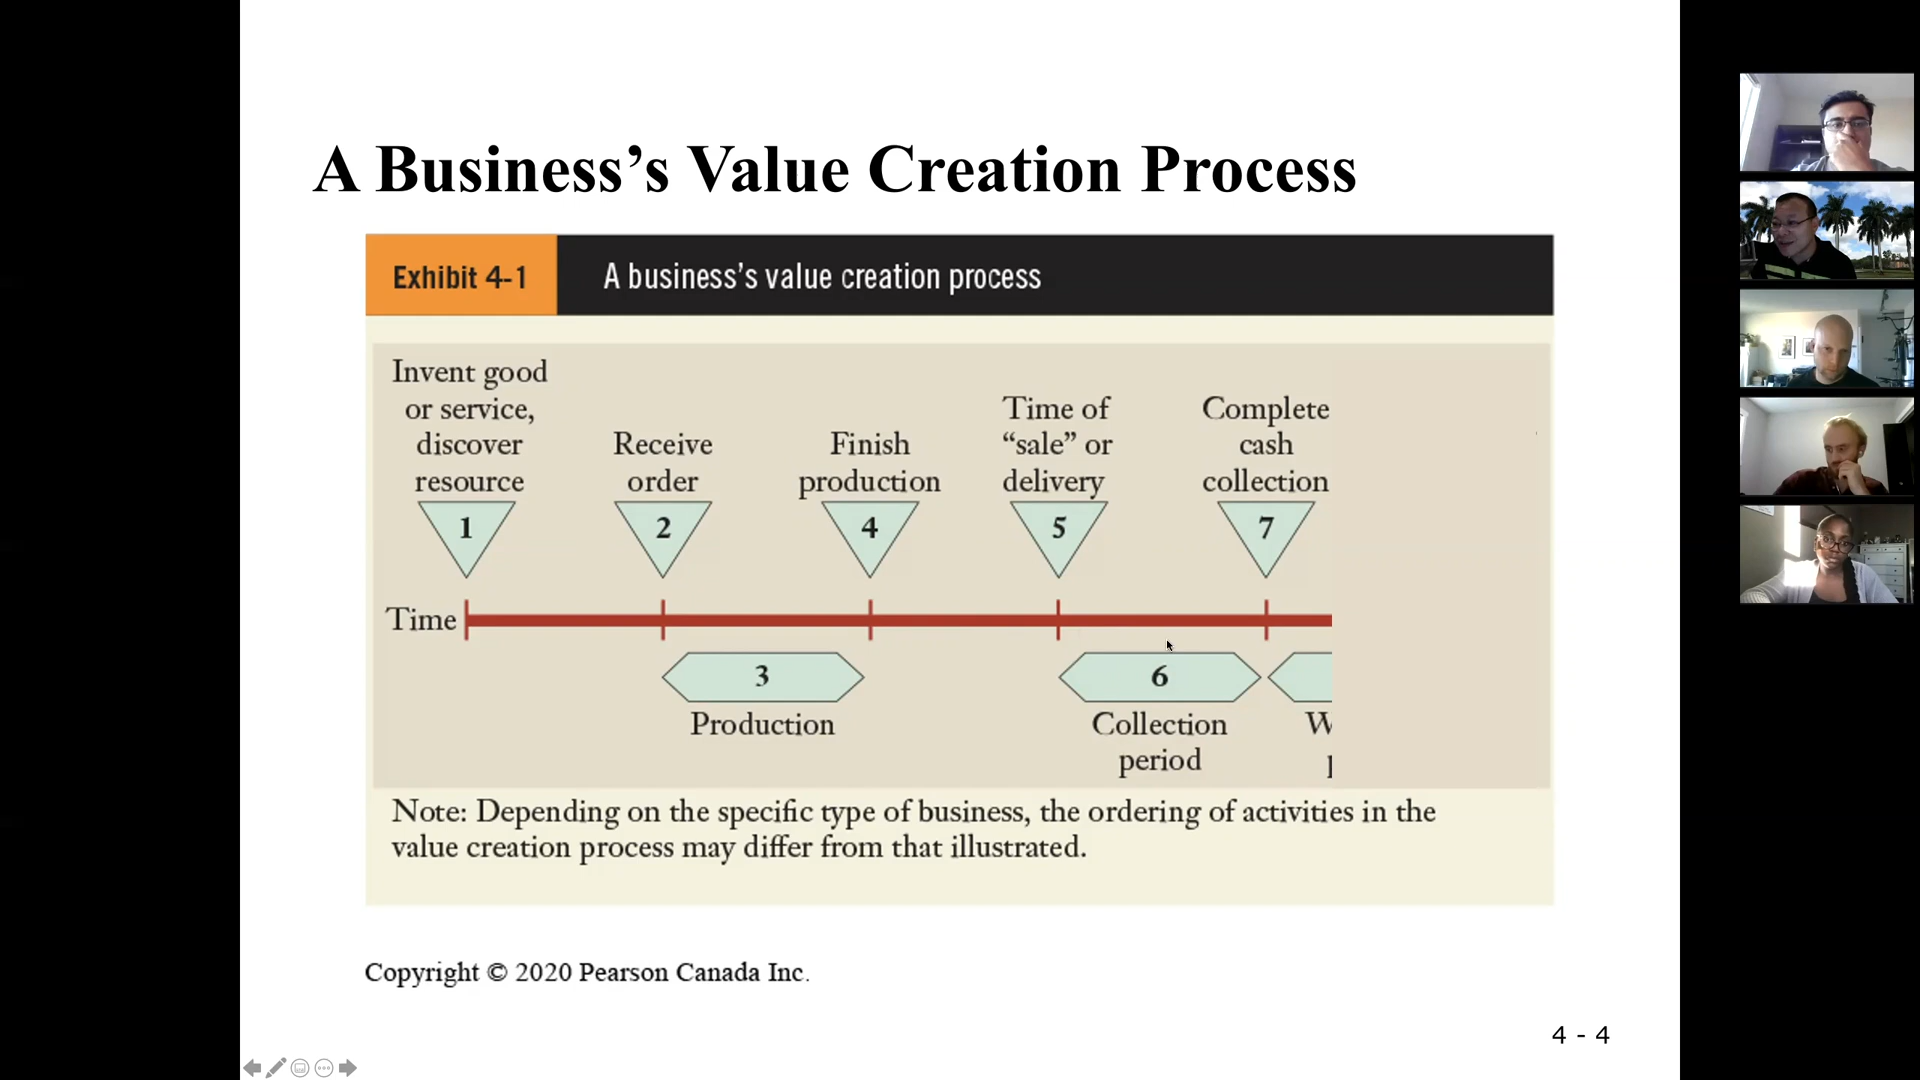 A Business’s Value Creation Process
Exhibit 4-1
A business’s value creation process
Invent good
or service,
discover
resource
Receive
order
Finish
production
Time of
“sale” or
delivery
Complete
cash
collection
1
2
4
5
7
Time
3
6
Production
Collection
period
W
Note: Depending on the specific type of business, the ordering of activities in the
value creation process may differ from that illustrated.
Copyright © 2020 Pearson Canada Inc.
4 - 4